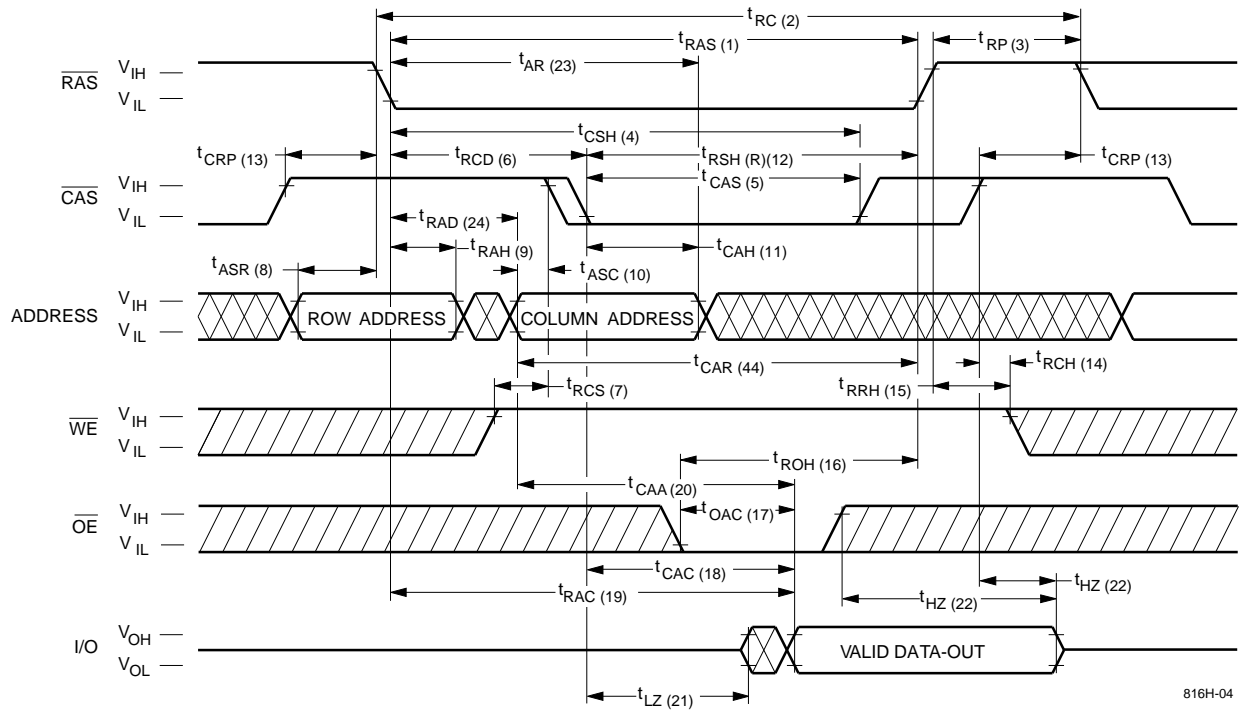 tRC (2)
tRAS (1)
tRP (3)
tAR (23)
RAS
VIH
VIL
tCSH (4)
tCRP (13)
tRCD (6)
tRSH (R)(12)
tCRP (13)
tCAS (5)
CAS
VIH
VIL
tRAD (24)
tRAH (9)
tCAH (11)
tASR (8)
tASC (10)
ADDRESS
VIH
VIL
ROW ADDRESS
COLUMN ADDRESS
tCAR (44)
tRCH (14)
tRCS (7)
tRRH (15)
WE
VIH
VIL
tROH (16)
tCAA (20)
tOAC (17)
OE
VIH
VIL
tCAC (18)
tRAC (19)
tHZ (22)
tHZ (22)
I/O
VOH
VOL
VALID DATA-OUT
tLZ (21)
816H-04